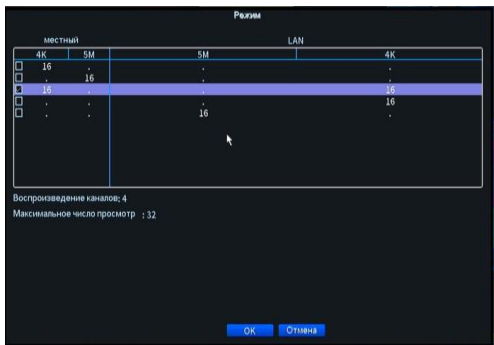 Режим
местный LAN
4K 5M 5M 4K
16 . . .
. 16 . .
16 . . 16
. . . 16
. . 16 .
Воспроизведение каналов: 4
Максимальное число просмотр : 32
OK Отмена